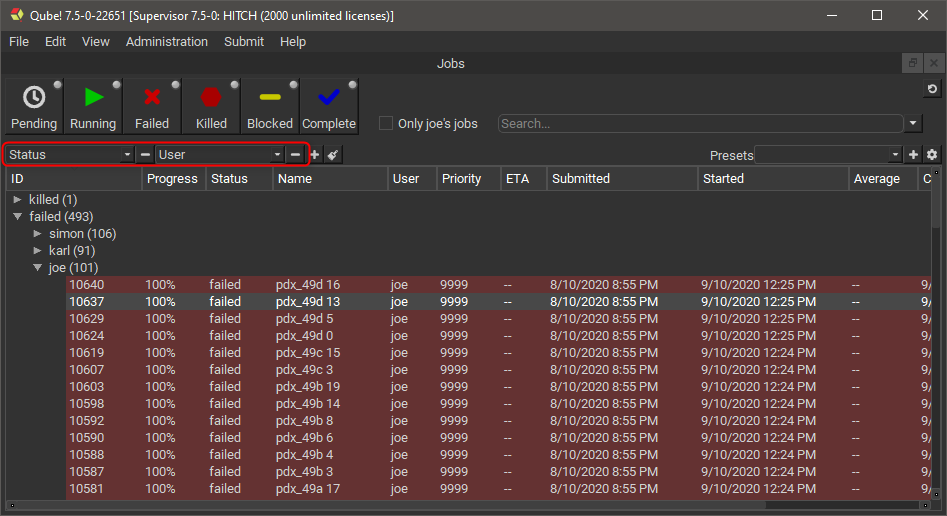 Qube! 7.5-0-22651 [Supervisor 7.5-0: HITCH (2000 unlimited licenses)]
File Edit View Administration Submit Help
Jobs
Pending Running Failed Killed Blocked Complete Only joe's jobs Search...
Status User Presets
ID Progress Status Name User Priority ETA Submitted Started Average C
killed (1)
failed (493)
simon (106)
karl (91)
joe (101)
10640 100% failed pdx_49d 16 joe 9999 -- 8/10/2020 8:55 PM 9/10/2020 12:25 PM -- 9/
10637 100% failed pdx_49d 13 joe 9999 -- 8/10/2020 8:55 PM 9/10/2020 12:25 PM -- 9/
10629 100% failed pdx_49d 5 joe 9999 -- 8/10/2020 8:55 PM 9/10/2020 12:25 PM -- 9/
10624 100% failed pdx_49d 0 joe 9999 -- 8/10/2020 8:55 PM 9/10/2020 12:25 PM -- 9/
10619 100% failed pdx_49c 15 joe 9999 -- 8/10/2020 8:55 PM 9/10/2020 12:24 PM -- 9/
10607 100% failed pdx_49c 3 joe 9999 -- 8/10/2020 8:55 PM 9/10/2020 12:24 PM -- 9/
10603 100% failed pdx_49b 19 joe 9999 -- 8/10/2020 8:55 PM 9/10/2020 12:24 PM -- 9/
10598 100% failed pdx_49b 14 joe 9999 -- 8/10/2020 8:55 PM 9/10/2020 12:24 PM -- 9/
10592 100% failed pdx_49b 8 joe 9999 -- 8/10/2020 8:55 PM 9/10/2020 12:24 PM -- 9/
10590 100% failed pdx_49b 6 joe 9999 -- 8/10/2020 8:55 PM 9/10/2020 12:24 PM -- 9/
10588 100% failed pdx_49b 4 joe 9999 -- 8/10/2020 8:55 PM 9/10/2020 12:24 PM -- 9/
10587 100% failed pdx_49b 3 joe 9999 -- 8/10/2020 8:55 PM 9/10/2020 12:24 PM -- 9/
10581 100% failed pdx_49a 17 joe 9999 -- 8/10/2020 8:55 PM 9/10/2020 12:24 PM -- 9/